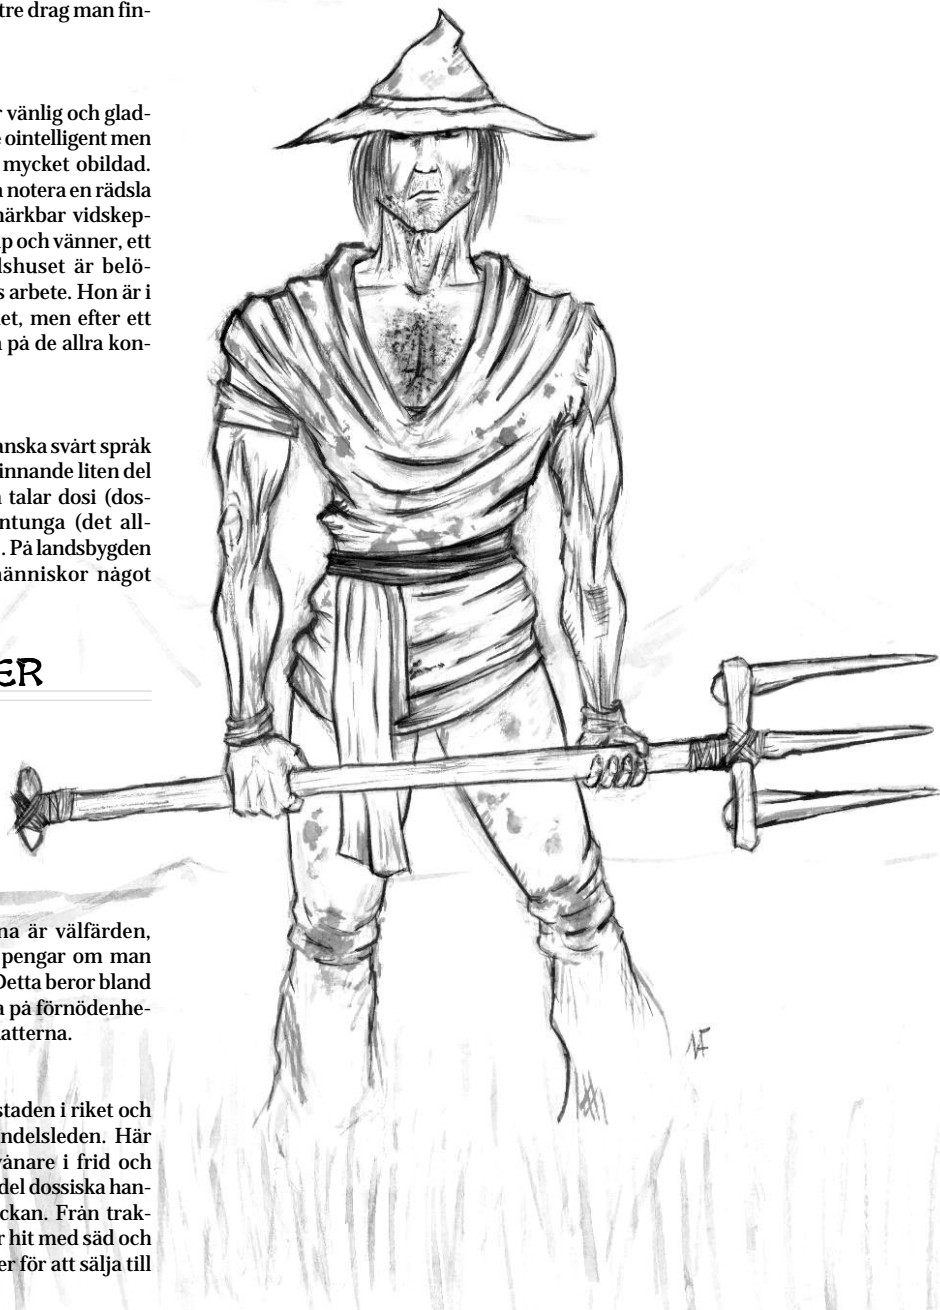 tre drag man fin-
vänlig och glad-
ointelligent men
mycket obildad.
notera en rädsla
märkbar vidskep-
p och vänner, ett
lshuset är belö-
s arbete. Hon är i
et, men efter ett
på de allra kon-
anska svårt språk
innande liten del
talar dosi (dos-
ntunga (det all-
. På landsbygden
människor något
ER
na är välfärden,
pengar om man
Detta beror bland
på förnödenhe-
atterna.
staden i riket och
ndelsleden. Här
vånare i frid och
del dossiska han-
ckan. Från trak-
r hit med säd och
er för att sälja till